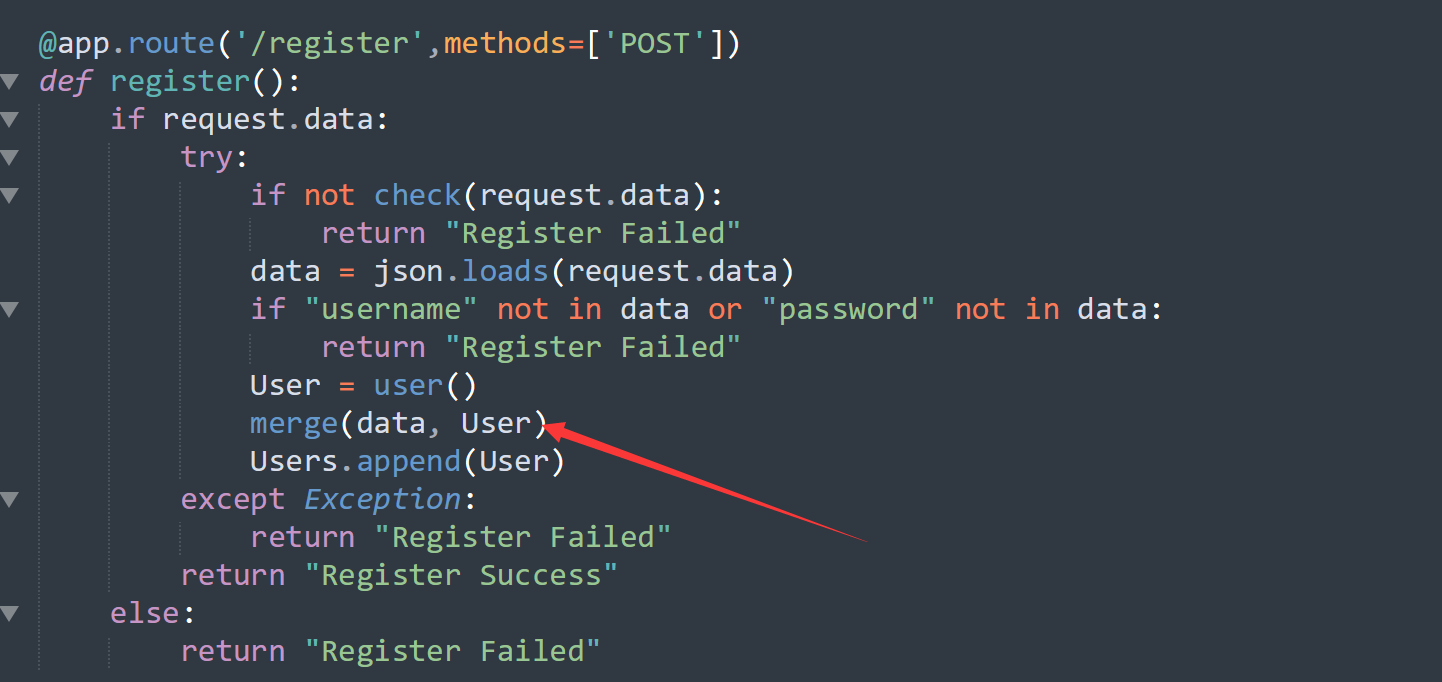 @app.route('/register',methods=['POST'])
def register():
    if request.data:
        try:
            if not check(request.data):
                return "Register Failed"
            data = json.loads(request.data)
            if "username" not in data or "password" not in data:
                return "Register Failed"
            User = user()
            merge(data, User)
            Users.append(User)
        except Exception:
            return "Register Failed"
        return "Register Success"
    else:
        return "Register Failed"